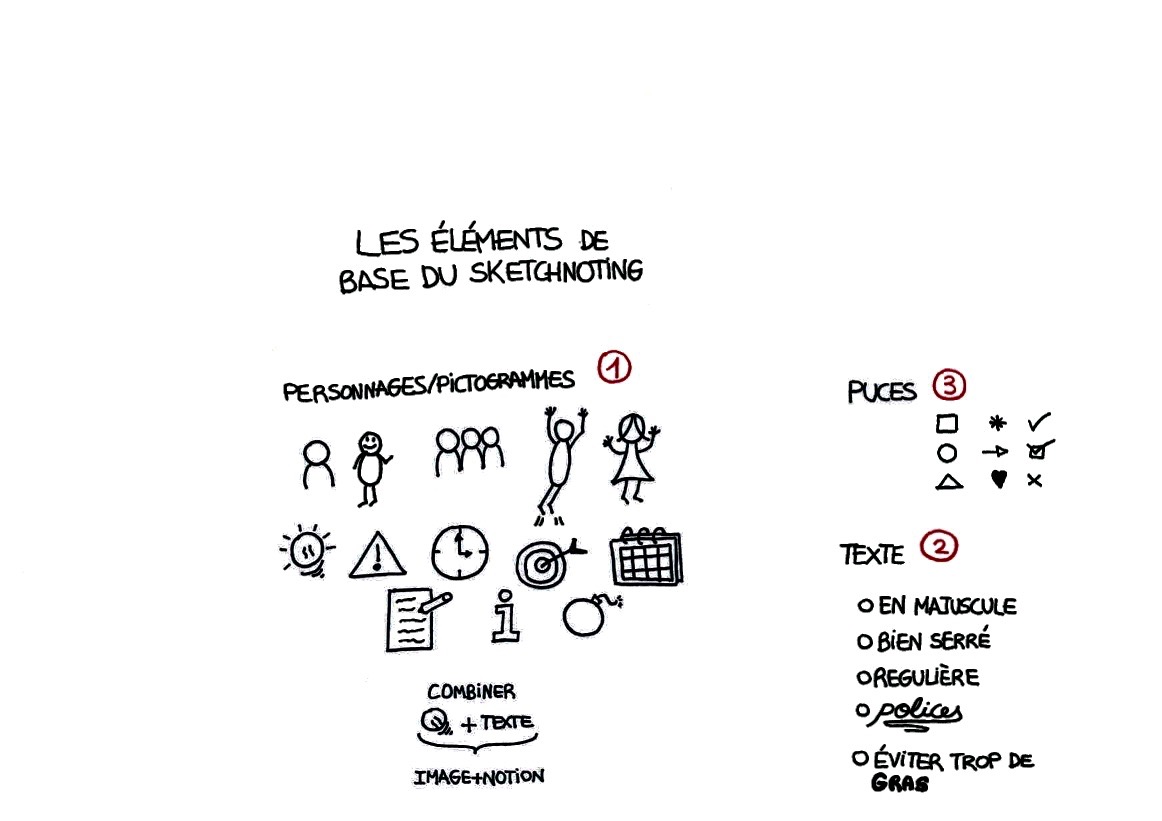 LES ÉLÉMENTS DE
BASE DU SKETCHNOTING
PERSONNAGES/PICTOGRAMMES 1
COMBINER
+ TEXTE
IMAGE+NOTION
PUCES 3
TEXTE 2
EN MAJUSCULE
BIEN SERRÉ
REGULIÈRE
polices
ÉVITER TROP DE
GRAS